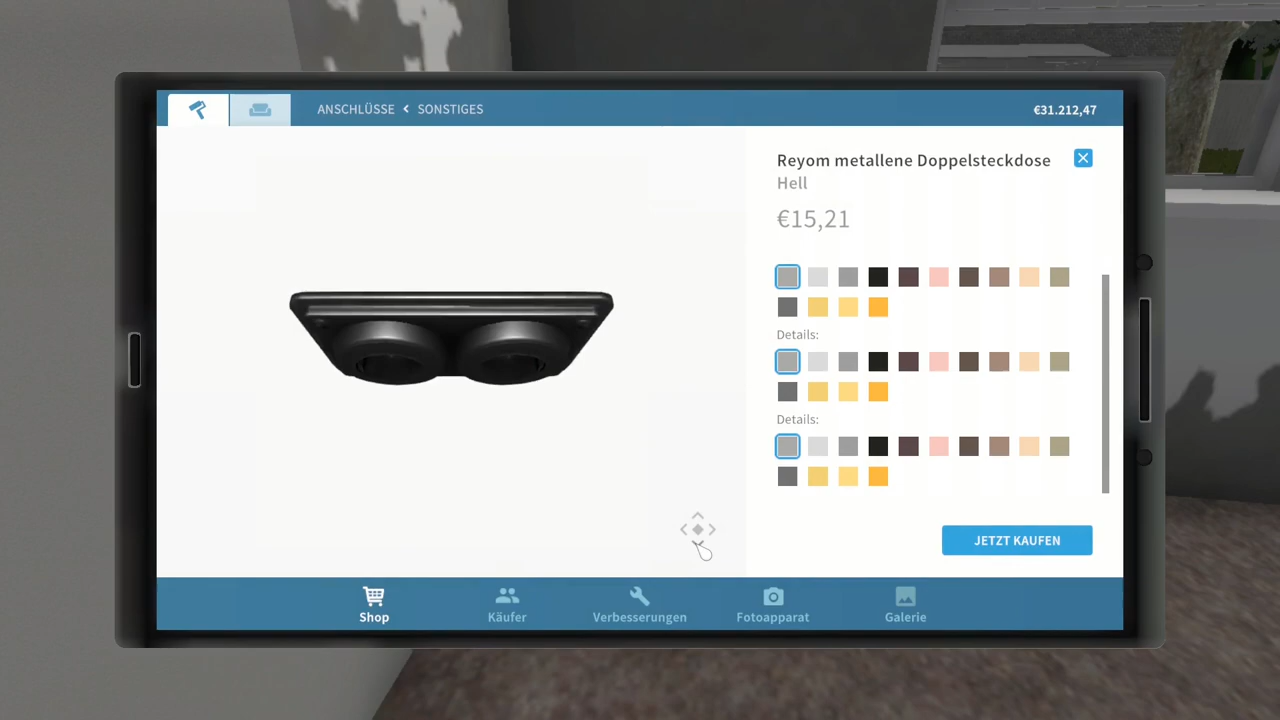 ANSCHLÜSSE < SONSTIGES
€31.212,47
Reyom metallene Doppelsteckdose
Hell
€15,21
Details:
Details:
JETZT KAUFEN
Shop
Käufer
Verbesserungen
Fotoapparat
Galerie